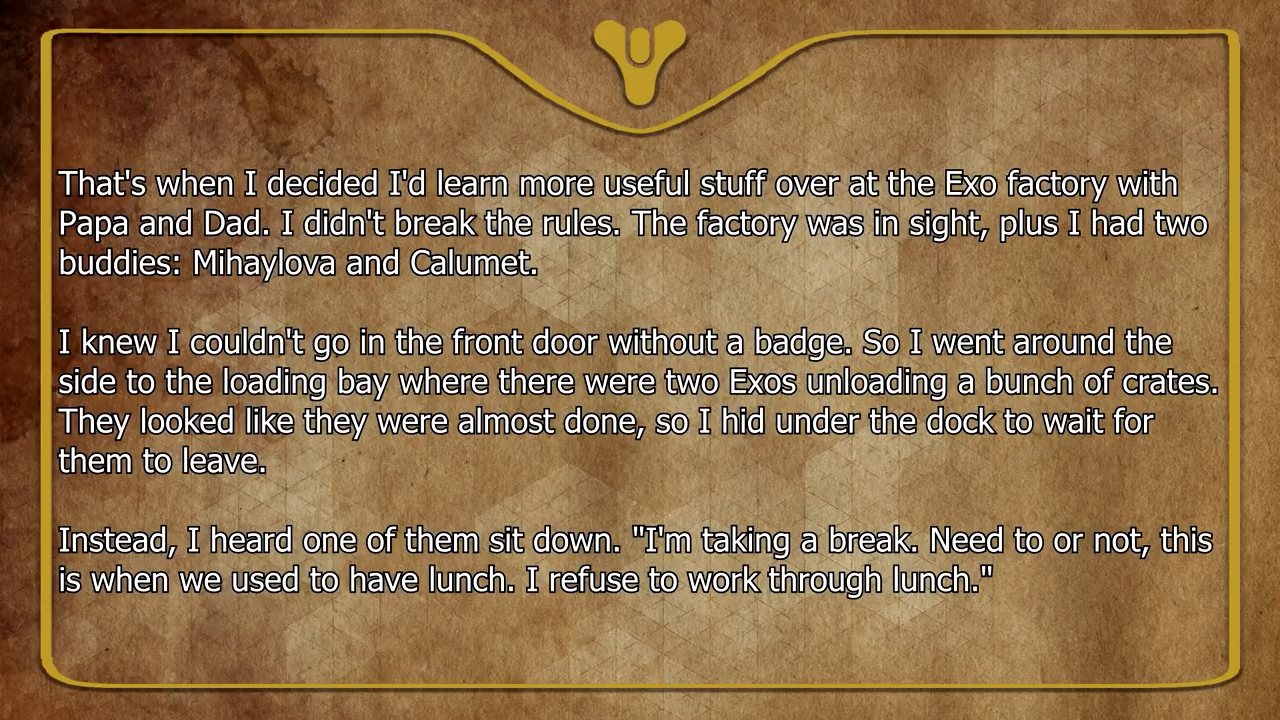 That's when I decided I'd learn more useful stuff over at the Exo factory with
Papa and Dad. I didn't break the rules. The factory was in sight, plus I had two
buddies: Mihaylova and Calumet.
I knew I couldn't go in the front door without a badge. So I went around the
side to the loading bay where there were two Exos unloading a bunch of crates.
They looked like they were almost done, so I hid under the dock to wait for
them to leave.
Instead, I heard one of them sit down. "I'm taking a break. Need to or not, this
is when we used to have lunch. I refuse to work through lunch."